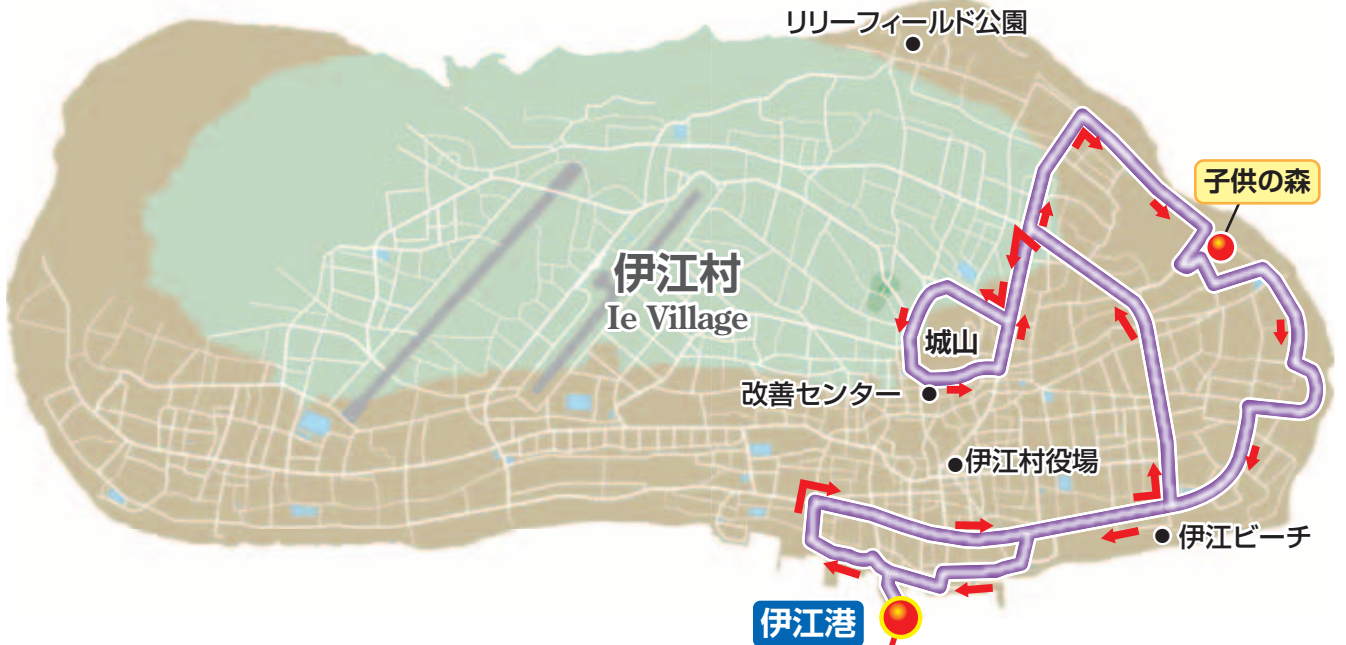 リリーフィールド公園
子供の森
伊江村
Ie Village
城山
改善センター
伊江村役場
伊江ビーチ
伊江港